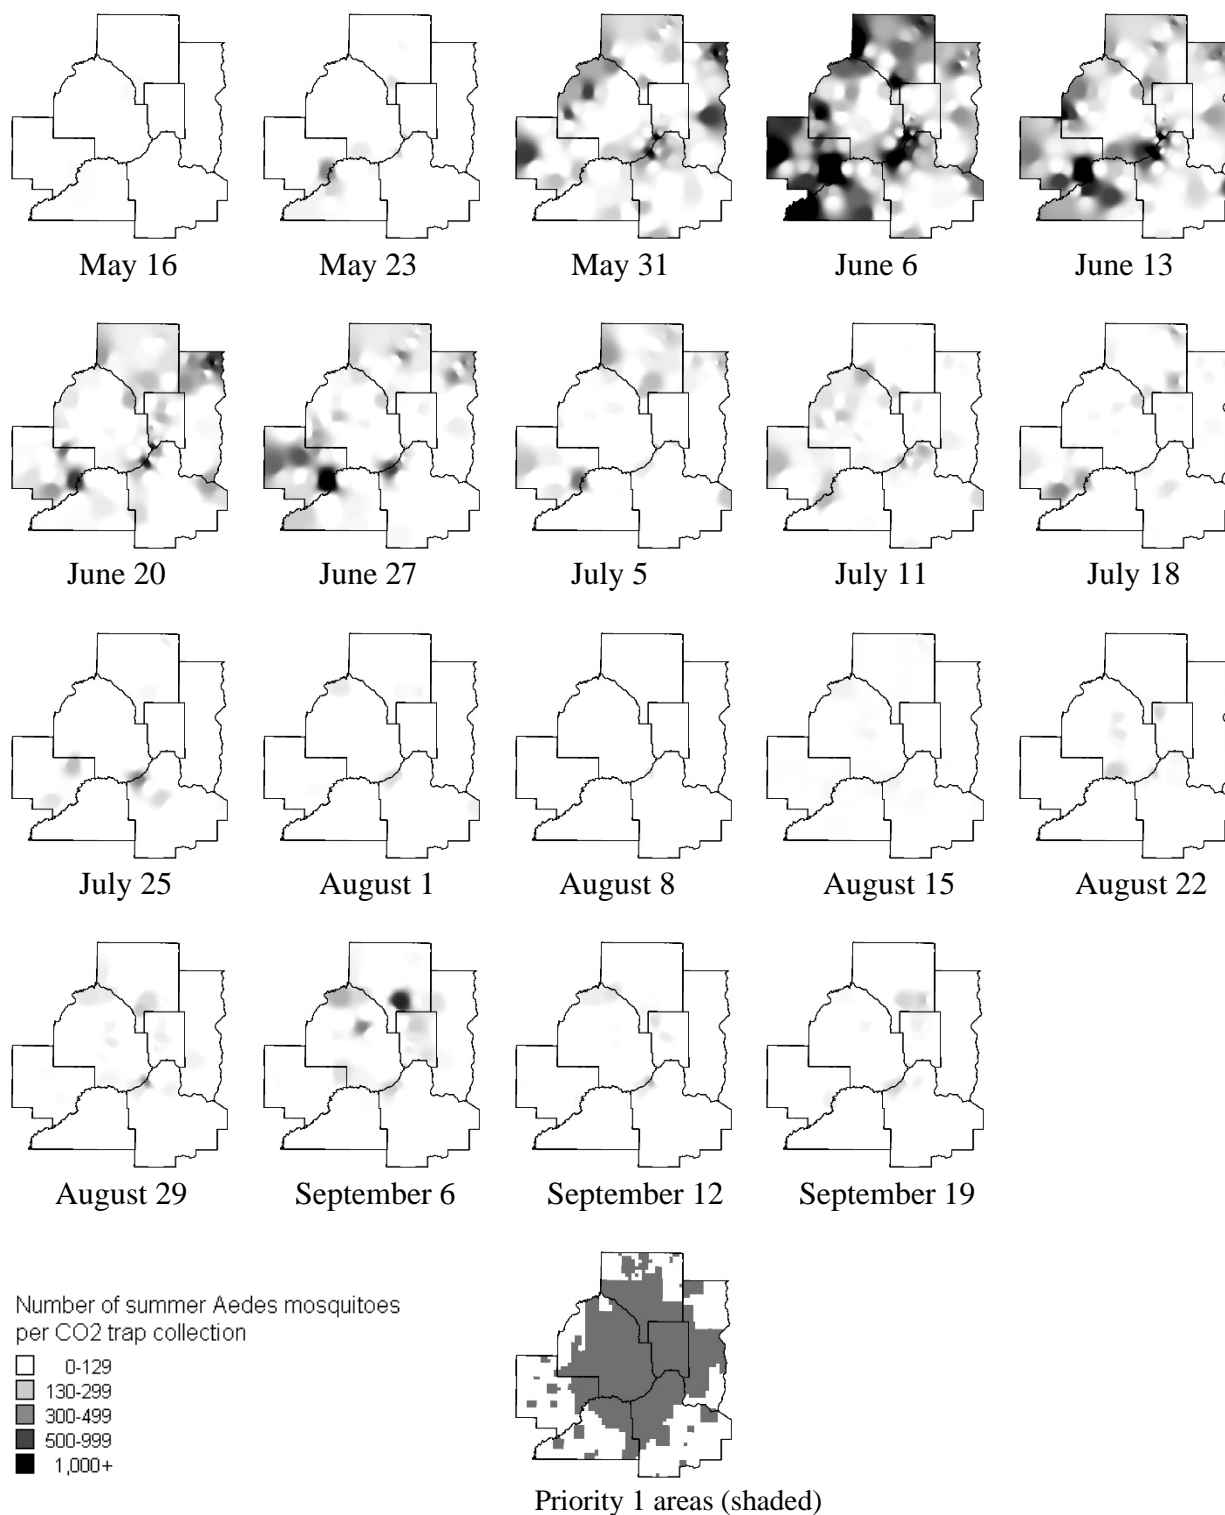 May 16
May 23
May 31
June 6
June 13
June 20
June 27
July 5
July 11
July 18
July 25
August 1
August 8
August 15
August 22
August 29
September 6
September 12
September 19
Number of summer Aedes mosquitoes
per CO2 trap collection
0-129
130-299
300-499
500-999
1,000+
Priority 1 areas (shaded)